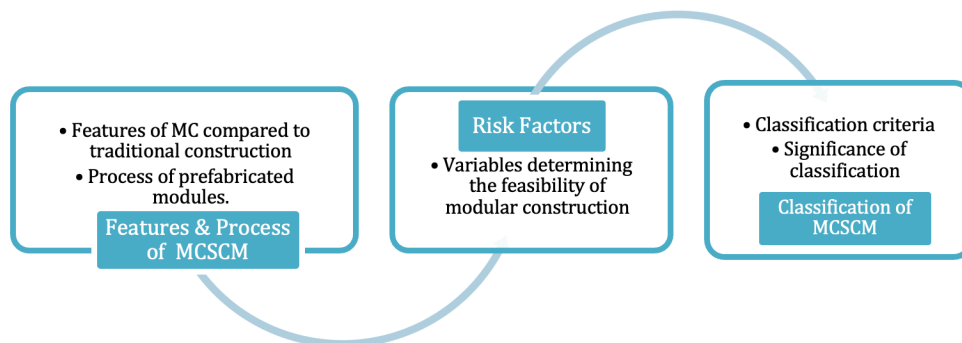 • Features of MC compared to
traditional construction
• Process of prefabricated
modules.
Features & Process
of MCSCM
Risk Factors
• Variables determining
the feasibility of
modular construction
• Classification criteria
• Significance of
classification
Classification of
MCSCM